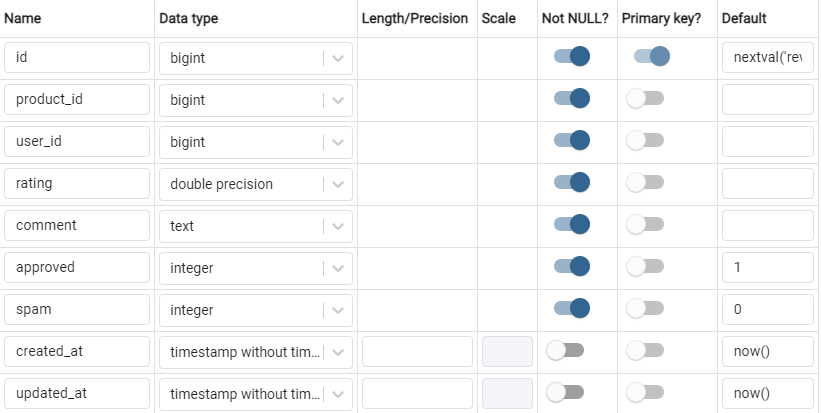 Name Data type Length/Precision Scale Not NULL? Primary key? Default
id bigint nextval('rev
product_id bigint
user_id bigint
rating double precision
comment text
approved integer 1
spam integer 0
created_at timestamp without tim... now()
updated_at timestamp without tim... now()